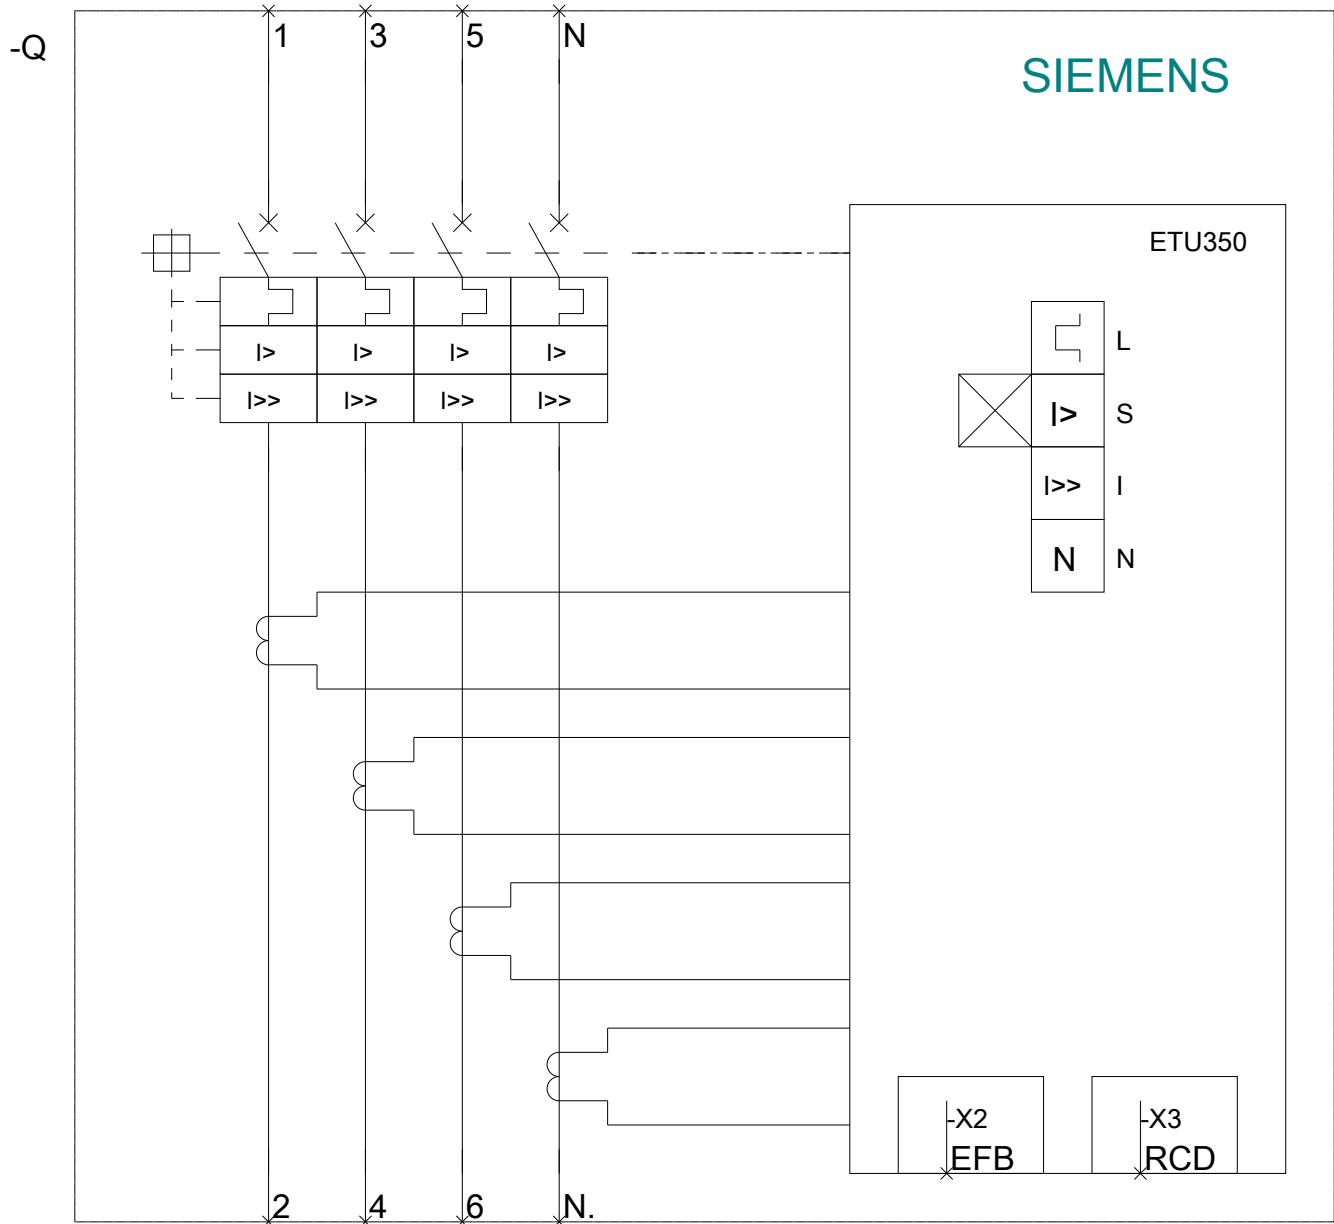 1 3 5 N
-Q
SIEMENS
ETU350
L
I> I> I> I>
I>> I>> I>> I>>
I> S
I>> I
N N
-X2 -X3
EFB RCD
2 4 6 N.